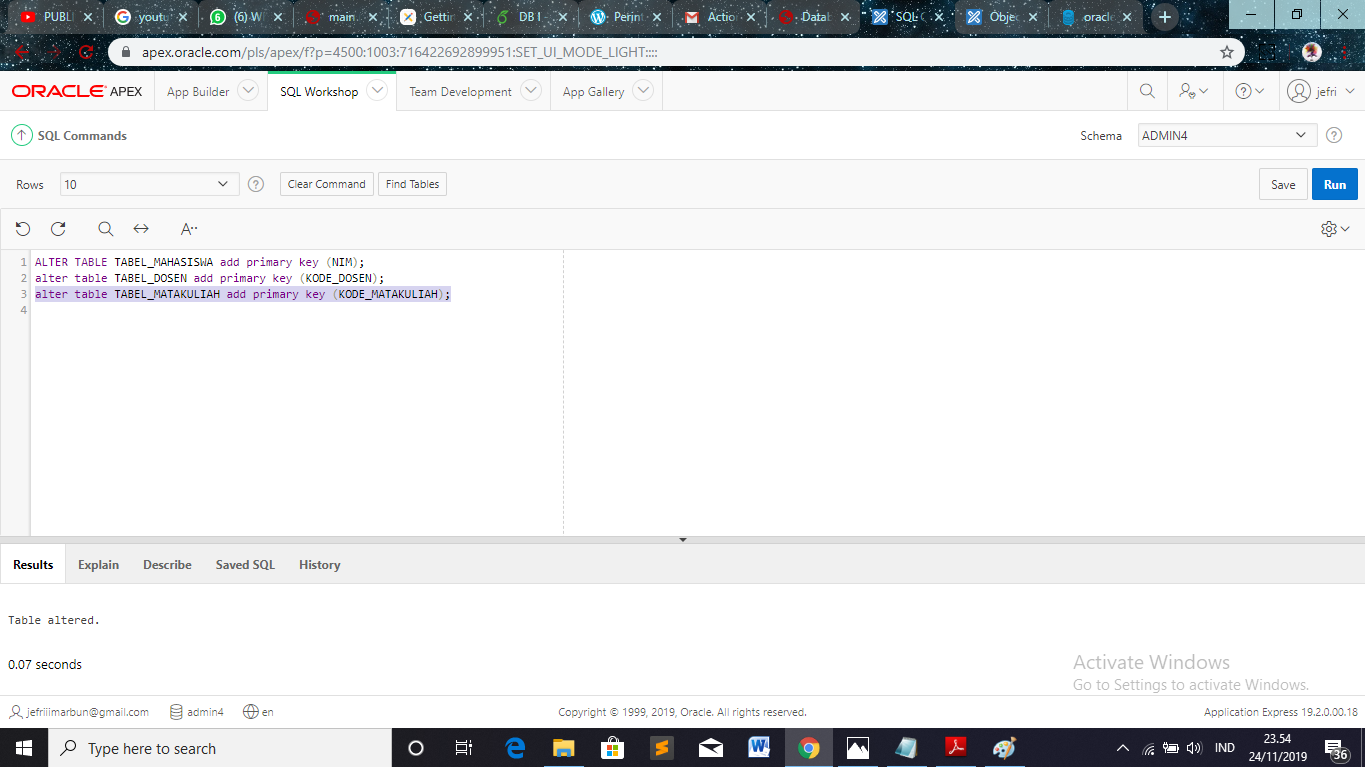 PUBL
youtu
(6) W
main
Gettin
DB I
Perint
Action
Datab
SQL C
Objec
oracle
apex.oracle.com/pls/apex/f?p=4500:1003:716422692899951:SET_UI_MODE_LIGHT::::
ORACLE APEX App Builder SQL Workshop Team Development App Gallery jefri
SQL Commands Schema ADMIN4
Rows 10 Clear Command Find Tables Save Run
A
1 ALTER TABLE TABEL_MAHASISWA add primary key (NIM);
2 alter table TABEL_DOSEN add primary key (KODE_DOSEN);
3 alter table TABEL_MATAKULIAH add primary key (KODE_MATAKULIAH);
4
Results Explain Describe Saved SQL History
Table altered.
0.07 seconds
Activate Windows
Go to Settings to activate Windows.
jefriiimarbun@gmail.com admin4 en Copyright © 1999, 2019, Oracle. All rights reserved. Application Express 19.2.0.00.18
Type here to search IND 23.54
24/11/2019 36